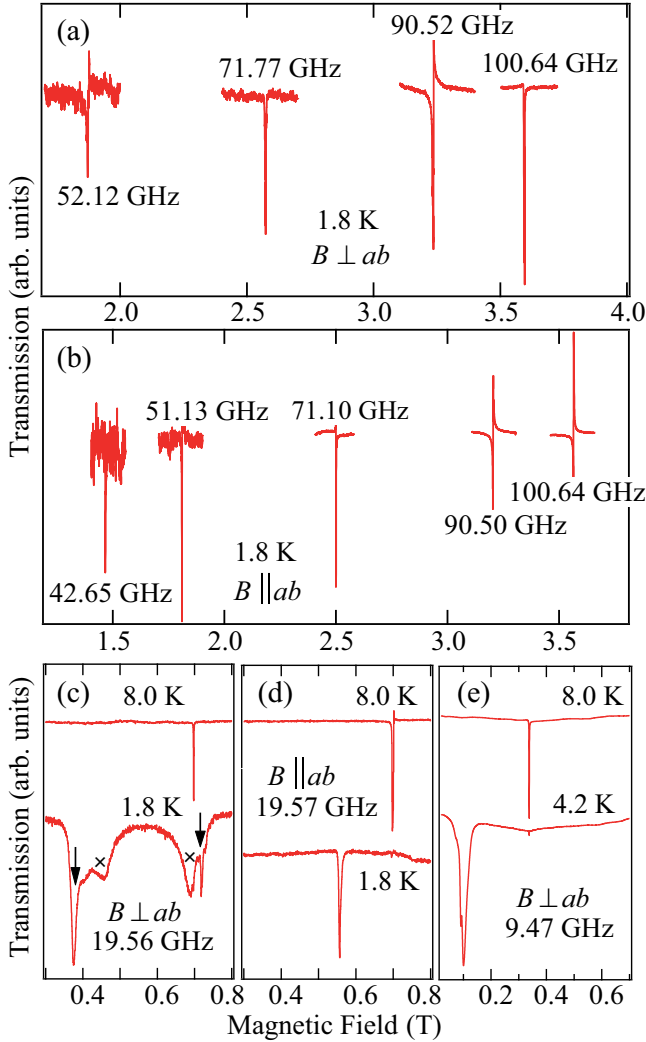 (a)
90.52 GHz
71.77 GHz
100.64 GHz
52.12 GHz
1.8 K
B ⊥ ab
2.0 2.5 3.0 3.5 4.0
Transmission (arb. units)
(b)
51.13 GHz 71.10 GHz
100.64 GHz
90.50 GHz
1.8 K
42.65 GHz B || ab
1.5 2.0 2.5 3.0 3.5
Transmission (arb. units)
(c) 8.0 K
1.8 K
× ×
B ⊥ ab
19.56 GHz
0.4 0.6 0.8
(d) 8.0 K
B || ab
19.57 GHz
1.8 K
0.4 0.6 0.8
(e) 8.0 K
4.2 K
B ⊥ ab
9.47 GHz
0.2 0.4 0.6
Magnetic Field (T)